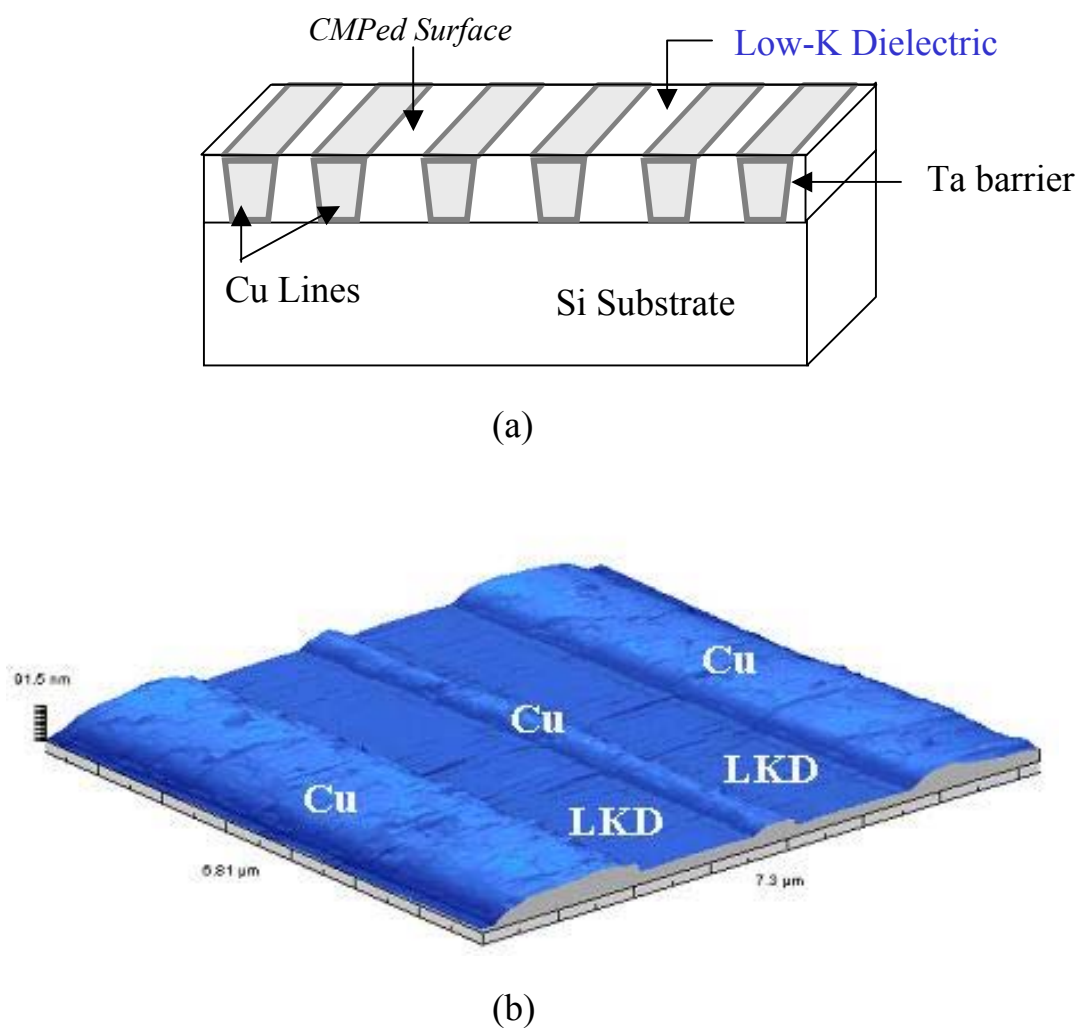 CMPed Surface
Low-K Dielectric
Ta barrier
Cu Lines
Si Substrate
(a)
91.5 nm
Cu
Cu
Cu
LKD
LKD
6.81 µm
7.3 µm
(b)